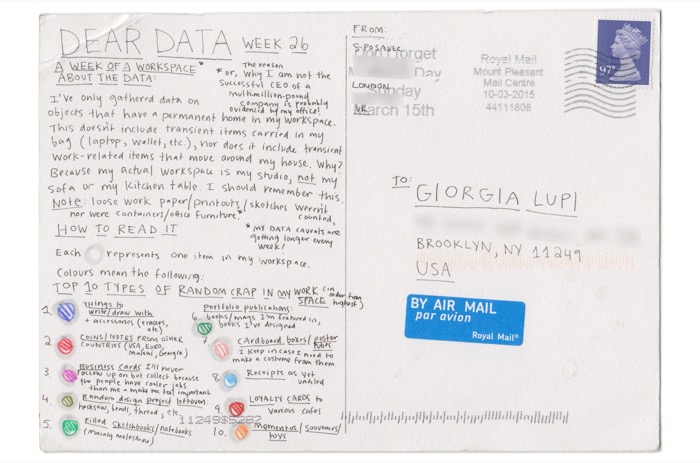 DEAR DATA WEEK 26
A WEEK OF A WORKSPACE*
ABOUT THE DATA:
The reason
* or, why I am not the
successful CEO of a
multimillion-pound
company is probably
evidenced by my office!
I've only gathered data on
objects that have a permanent home in my workspace.
This doesn't include transient items carried in my
bag (laptop, wallet, etc.), nor does it include transient
work-related items that move around my house. Why?
Because my actual workspace is my studio, not my
sofa or my kitchen table. I should remember this.
Note: loose work paper/printouts/sketches weren't
counted,
nor were containers/office furniture.*
* my data caveats are
getting longer every
week!
HOW TO READ IT
Each represents one item in my workspace.
Colours mean the following:
TOP 10 TYPES OF RANDOM CRAP IN MY WORK SPACE (in order than highest)
1. Things to
write/draw with
+ accessories (erasers,
etc)
2. COINS/NOTES FROM OTHER
COUNTRIES (USA, EURO,
Georgia)
3. Business Cards I'll never
follow up on but collect because
the people have cooler jobs
than me + make me feel important
4. Random design project leftovers:
hacksaw, beads, thread, etc.
5. Filled sketchbooks/notebooks
(mainly moleskine)
Portfolio publications:
6. books/mags I'm featured in,
books I've designed
7. Cardboard boxes/poster
tubes
I keep in case I need to
make a costume from them
8. Receipts as yet
unfiled
9. LOYALTY CARDS to
various cafes
10. Momentos/souvenirs/
toys
1124985262
FROM:
S. POSAVEC
LONDON
UK
Don't forget
Day
Sunday
March 15th
Royal Mail
Mount Pleasant
Mail Centre
10-03-2015
44111808
97p
TO:
GIORGIA LUPI
BROOKLYN, NY 11249
USA
BY AIR MAIL
par avion
Royal Mail®